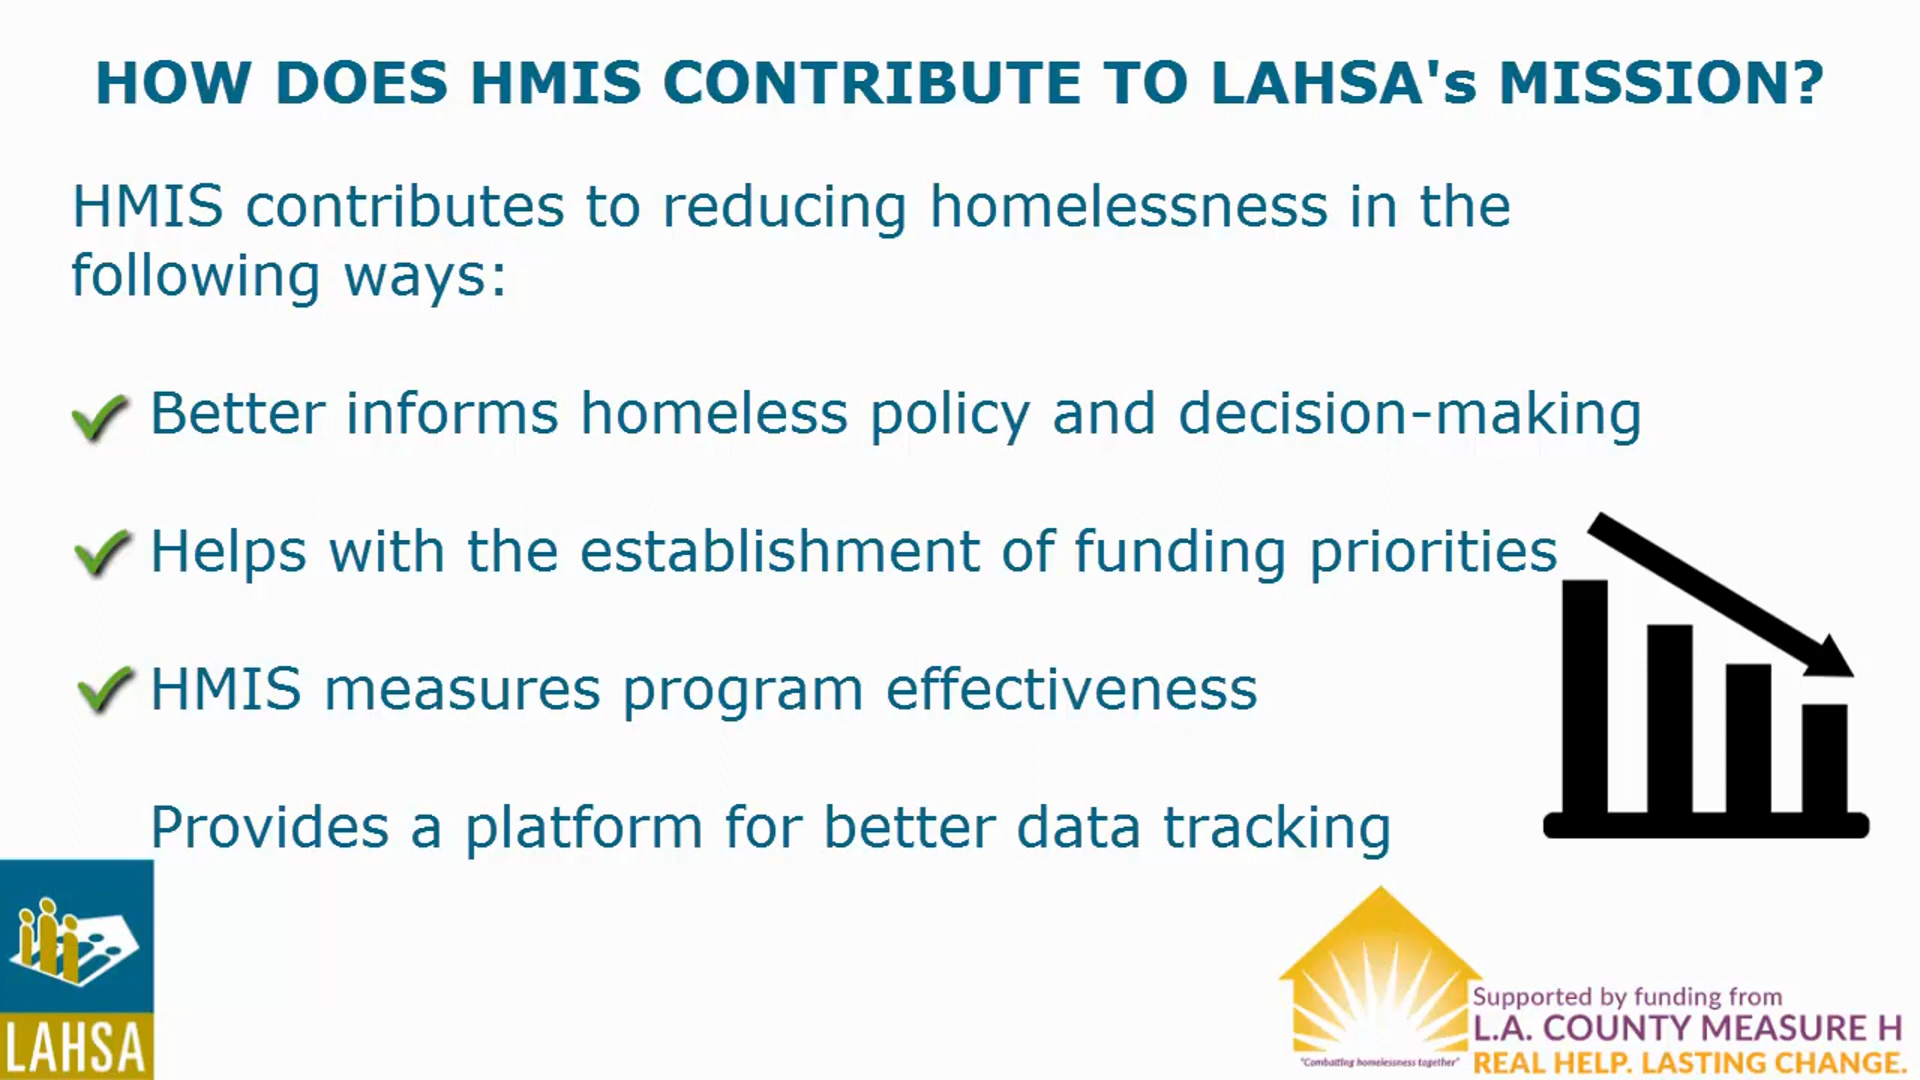 HOW DOES HMIS CONTRIBUTE TO LAHSA's MISSION?
HMIS contributes to reducing homelessness in the
following ways:
Better informs homeless policy and decision-making
Helps with the establishment of funding priorities
HMIS measures program effectiveness
Provides a platform for better data tracking
LAHSA
"Combatting homelessness together"
Supported by funding from
L.A. COUNTY MEASURE H
REAL HELP. LASTING CHANGE.